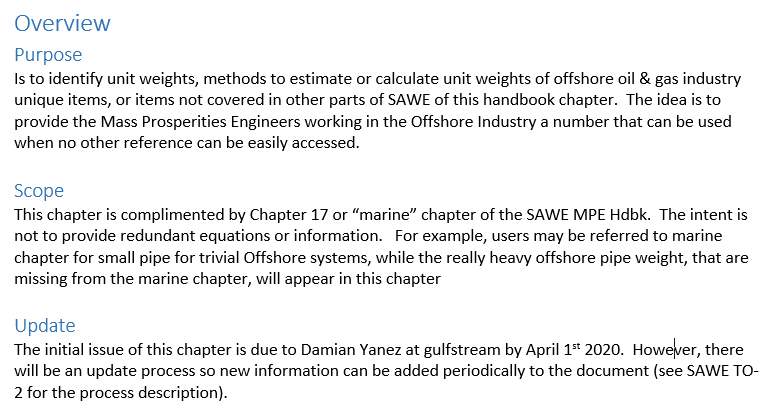 Overview
Purpose
Is to identify unit weights, methods to estimate or calculate unit weights of offshore oil & gas industry
unique items, or items not covered in other parts of SAWE of this handbook chapter.  The idea is to
provide the Mass Prosperities Engineers working in the Offshore Industry a number that can be used
when no other reference can be easily accessed.
Scope
This chapter is complimented by Chapter 17 or “marine” chapter of the SAWE MPE Hdbk.  The intent is
not to provide redundant equations or information.   For example, users may be referred to marine
chapter for small pipe for trivial Offshore systems, while the really heavy offshore pipe weight, that are
missing from the marine chapter, will appear in this chapter
Update
The initial issue of this chapter is due to Damian Yanez at gulfstream by April 1st 2020.  However, there
will be an update process so new information can be added periodically to the document (see SAWE TO-
2 for the process description).